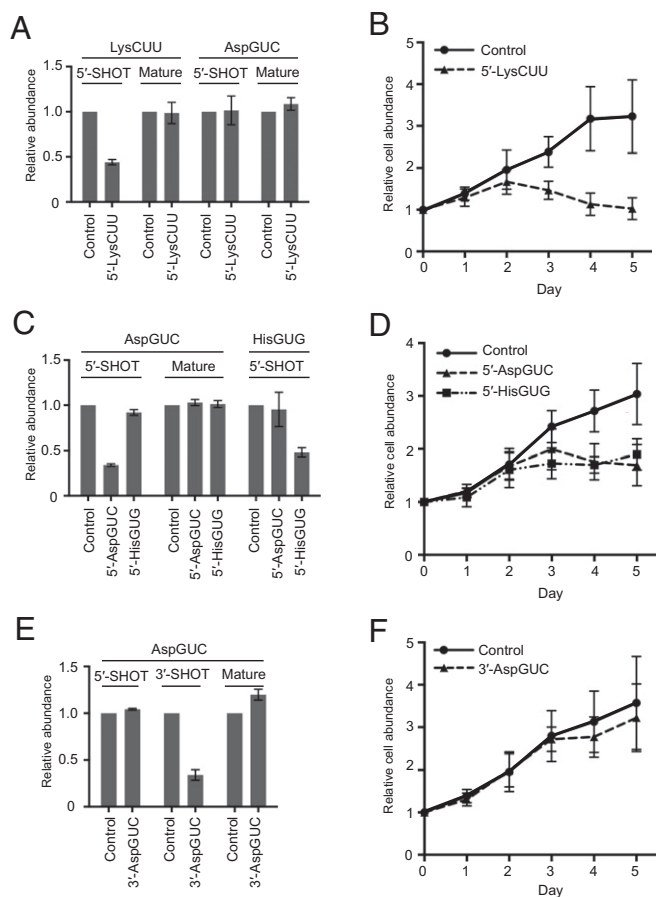 A
LysCUU AspGUC
5′-SHOT Mature 5′-SHOT Mature
1.5
1.0
0.5
0
Relative abundance
Control
5′-LysCUU
Control
5′-LysCUU
Control
5′-LysCUU
Control
5′-LysCUU
B
Control
5′-LysCUU
5
4
3
2
1
0
Relative cell abundance
0 1 2 3 4 5
Day
C
AspGUC HisGUG
5′-SHOT Mature 5′-SHOT
1.5
1.0
0.5
0
Relative abundance
Control
5′-AspGUC
5′-HisGUG
Control
5′-AspGUC
5′-HisGUG
Control
5′-AspGUC
5′-HisGUG
D
Control
5′-AspGUC
5′-HisGUG
4
3
2
1
0
Relative cell abundance
0 1 2 3 4 5
Day
E
AspGUC
5′-SHOT 3′-SHOT Mature
1.5
1.0
0.5
0
Relative abundance
Control
3′-AspGUC
Control
3′-AspGUC
Control
3′-AspGUC
F
Control
3′-AspGUC
5
4
3
2
1
0
Relative cell abundance
0 1 2 3 4 5
Day